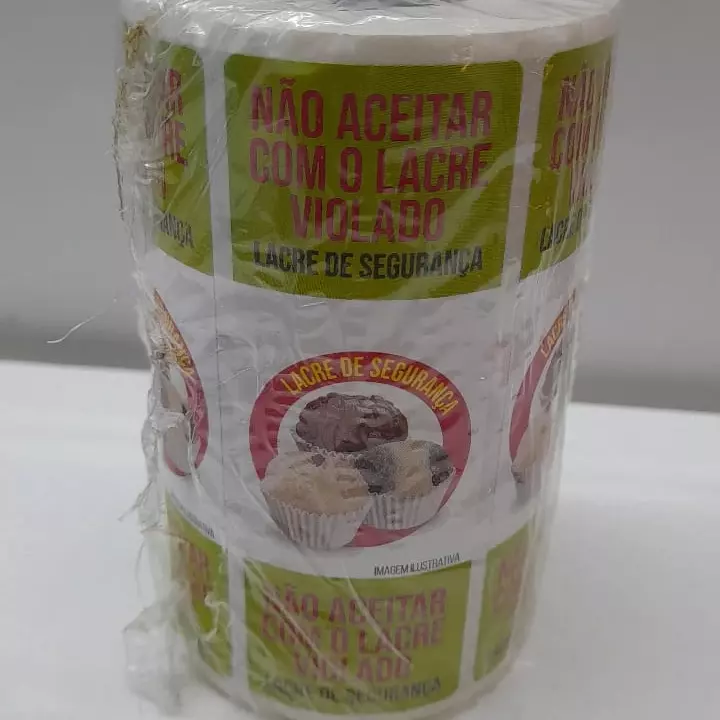 NÃO ACEITAR
COM O LACRE
VIOLADO
LACRE DE SEGURANÇA
LACRE DE SEGURANÇA
IMAGEM ILUSTRATIVA
NÃO ACEITAR
COM O LACRE
VIOLADO
LACRE DE SEGURANÇA